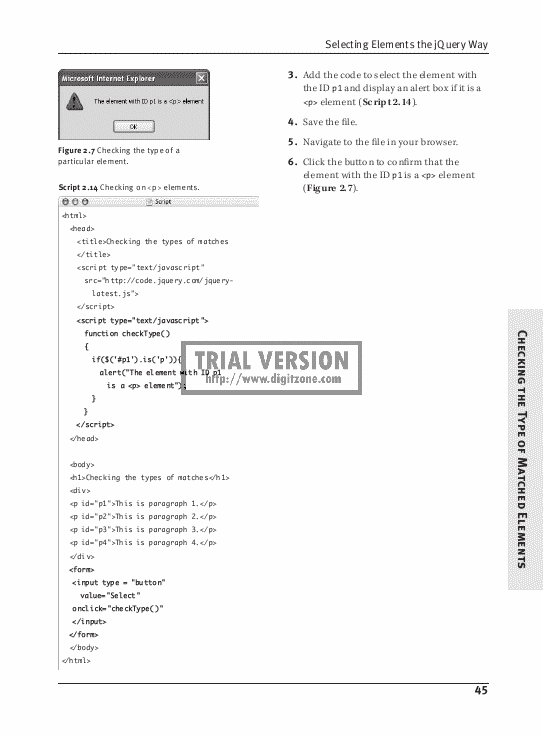 Selecting Elements the jQuery Way
Microsoft Internet Explorer
The element with ID p1 is a <p> element
OK
Figure 2.7 Checking the type of a
particular element.
Script 2.14 Checking on <p> elements.
Script
<html>
<head>
<title>Checking the types of matches
</title>
<script type="text/javascript"
src="http://code.jquery.com/jquery-
latest.js">
</script>
<script type="text/javascript">
function checkType()
{
if($('#p1').is('p')){
alert("The element with ID p1
is a <p> element");
}
}
</script>
</head>
<body>
<h1>Checking the types of matches</h1>
<div>
<p id="p1">This is paragraph 1.</p>
<p id="p2">This is paragraph 2.</p>
<p id="p3">This is paragraph 3.</p>
<p id="p4">This is paragraph 4.</p>
</div>
<form>
<input type = "button"
value="Select"
onclick="checkType()"
</input>
</form>
</body>
</html>
3. Add the code to select the element with
the ID p1 and display an alert box if it is a
<p> element (Script 2.14).
4. Save the file.
5. Navigate to the file in your browser.
6. Click the button to confirm that the
element with the ID p1 is a <p> element
(Figure 2.7).
TRIAL VERSION
http://www.digitzone.com
Checking the Type of Matched Elements
45